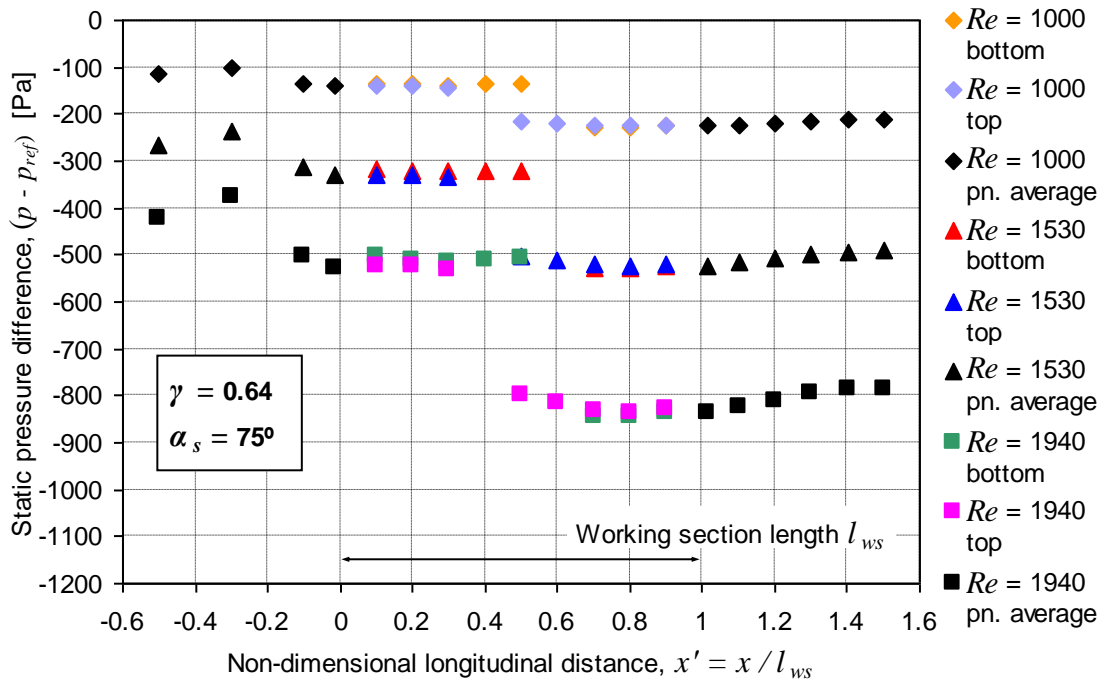 Static pressure difference, (p - p_ref) [Pa]
0
-100
-200
-300
-400
-500
-600
-700
-800
-900
-1000
-1100
-1200
γ = 0.64
α_s = 75º
Working section length l_ws
-0.6 -0.4 -0.2 0 0.2 0.4 0.6 0.8 1 1.2 1.4 1.6
Non-dimensional longitudinal distance, x' = x / l_ws
Re = 1000
bottom
Re = 1000
top
Re = 1000
pn. average
Re = 1530
bottom
Re = 1530
top
Re = 1530
pn. average
Re = 1940
bottom
Re = 1940
top
Re = 1940
pn. average